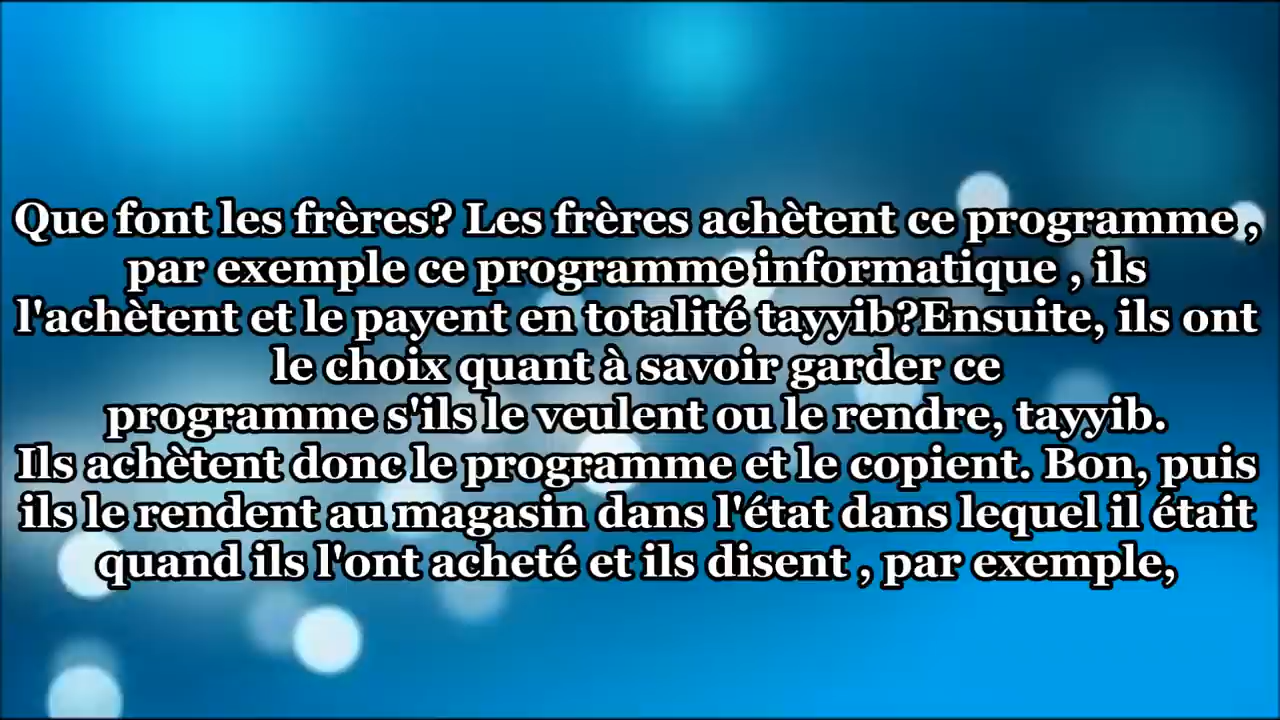 Que font les frères? Les frères achètent ce programme ,
par exemple ce programme informatique , ils
l'achètent et le payent en totalité tayyib?Ensuite, ils ont
le choix quant à savoir garder ce
programme s'ils le veulent ou le rendre, tayyib.
Ils achètent donc le programme et le copient. Bon, puis
ils le rendent au magasin dans l'état dans lequel il était
quand ils l'ont acheté et ils disent , par exemple,